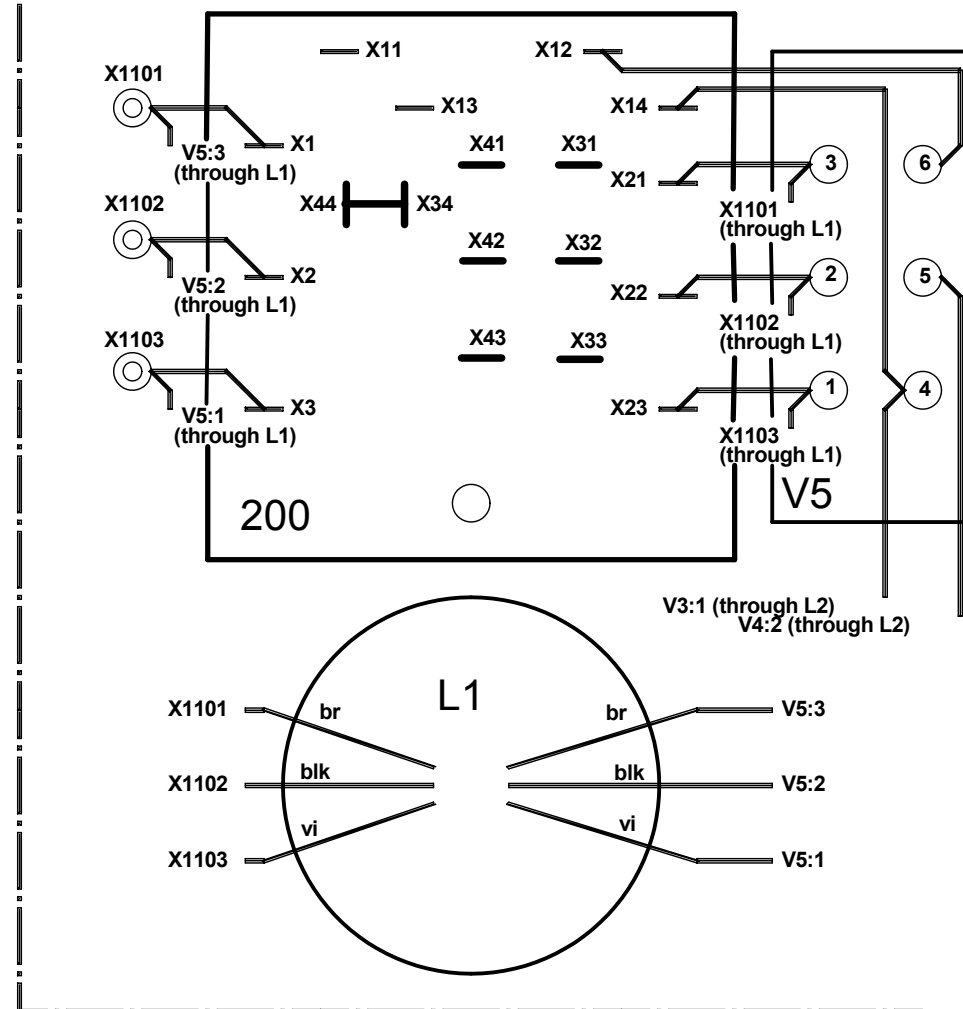 X11
X12
X1101
X13
X14
X1
V5:3
(through L1)
X41
X31
X21
3
6
X44
X34
X1102
X1101
(through L1)
X42
X32
X2
V5:2
(through L1)
X22
2
5
X1102
(through L1)
X1103
X43
X33
X3
V5:1
(through L1)
X23
1
4
X1103
(through L1)
200
V5
V3:1 (through L2)
V4:2 (through L2)
L1
X1101
br
br
V5:3
X1102
blk
blk
V5:2
X1103
vi
vi
V5:1